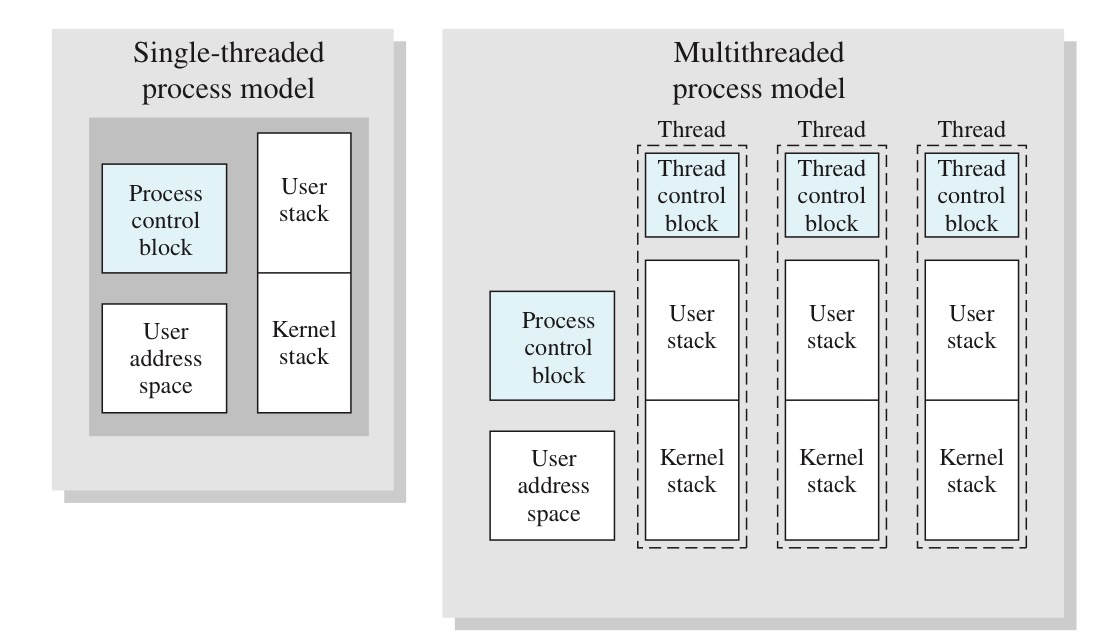 Single-threaded
process model
Process
control
block
User
stack
User
address
space
Kernel
stack
Multithreaded
process model
Thread
Thread
Thread
Thread
control
block
Thread
control
block
Thread
control
block
Process
control
block
User
stack
User
stack
User
stack
User
address
space
Kernel
stack
Kernel
stack
Kernel
stack